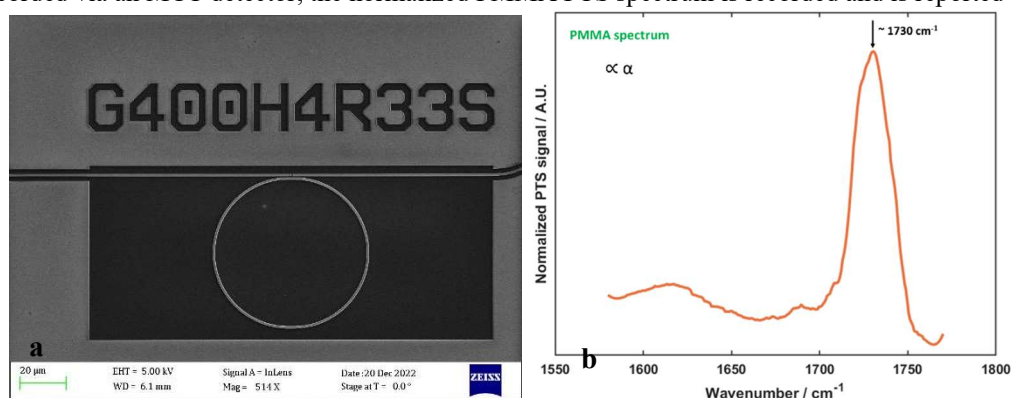 G400H4R33S
a
20 µm
EHT = 5.00 kV
WD = 6.1 mm
Signal A = InLens
Mag = 514 X
Date :20 Dec 2022
Stage at T = 0.0°
ZEISS
PMMA spectrum
∝ α
~ 1730 cm⁻¹
Normalized PTS signal / A.U.
b
1550 1600 1650 1700 1750 1800
Wavenumber / cm⁻¹